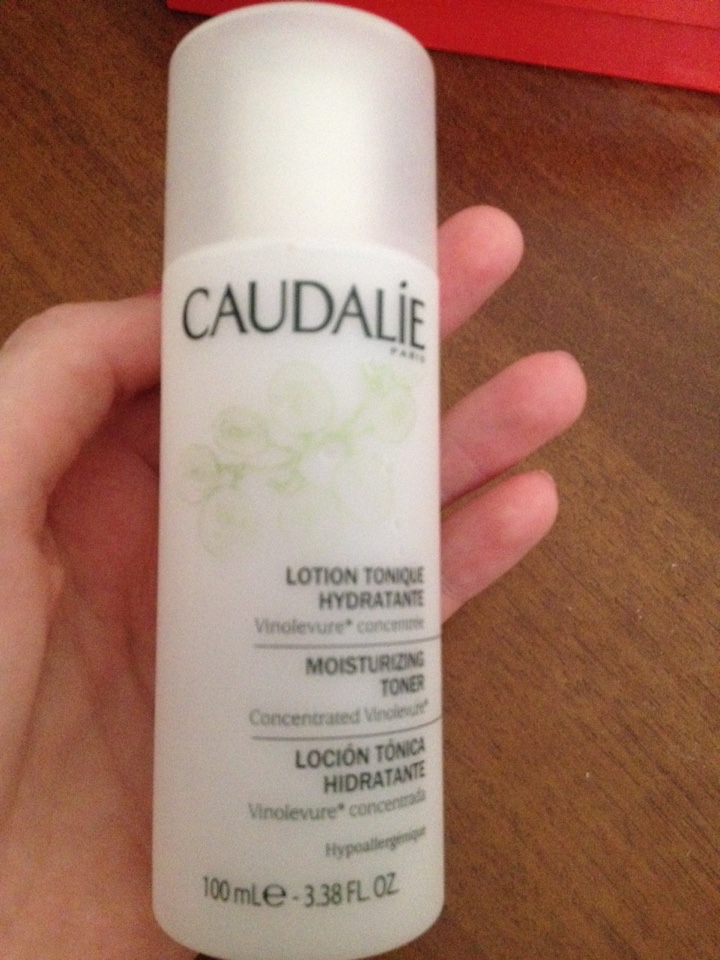 CAUDALIE
PARIS
LOTION TONIQUE
HYDRATANTE
Vinolevure* concentrée
MOISTURIZING
TONER
Concentrated Vinolevure*
LOCIÓN TÓNICA
HIDRATANTE
Vinolevure* concentrada
Hypoallergénique
100 mL e - 3.38 FL. OZ.